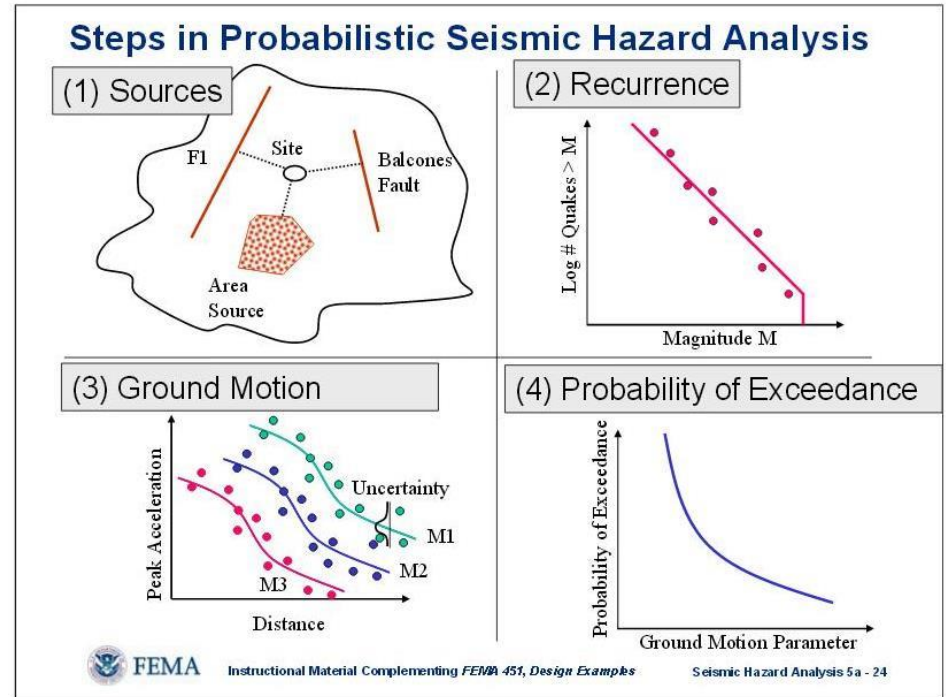 Steps in Probabilistic Seismic Hazard Analysis
(1) Sources
F1
Site
Balcones
Fault
Area
Source
(2) Recurrence
Log # Quakes > M
Magnitude M
(3) Ground Motion
Peak Acceleration
Uncertainty
M1
M2
M3
Distance
(4) Probability of Exceedance
Probability of Exceedance
Ground Motion Parameter
FEMA
Instructional Material Complementing FEMA 451, Design Examples
Seismic Hazard Analysis 5a - 24